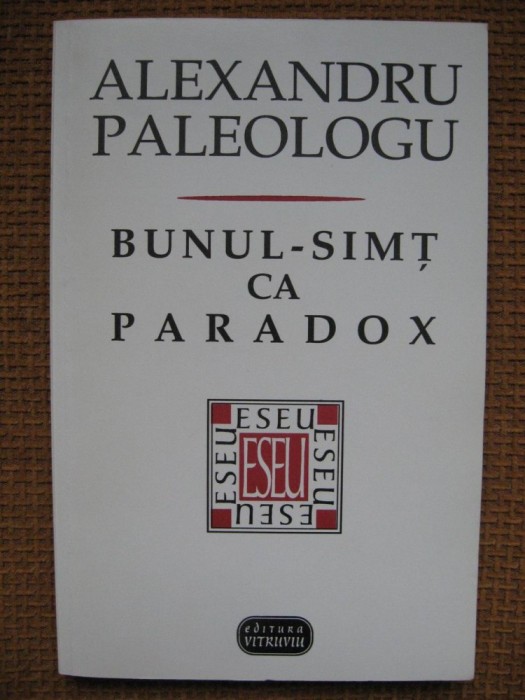 ALEXANDRU
PALEOLOGU
BUNUL-SIMȚ
CA
PARADOX
ESEU
ESEU
ESEU
ESEU
ESEU
editura
VITRUVIU